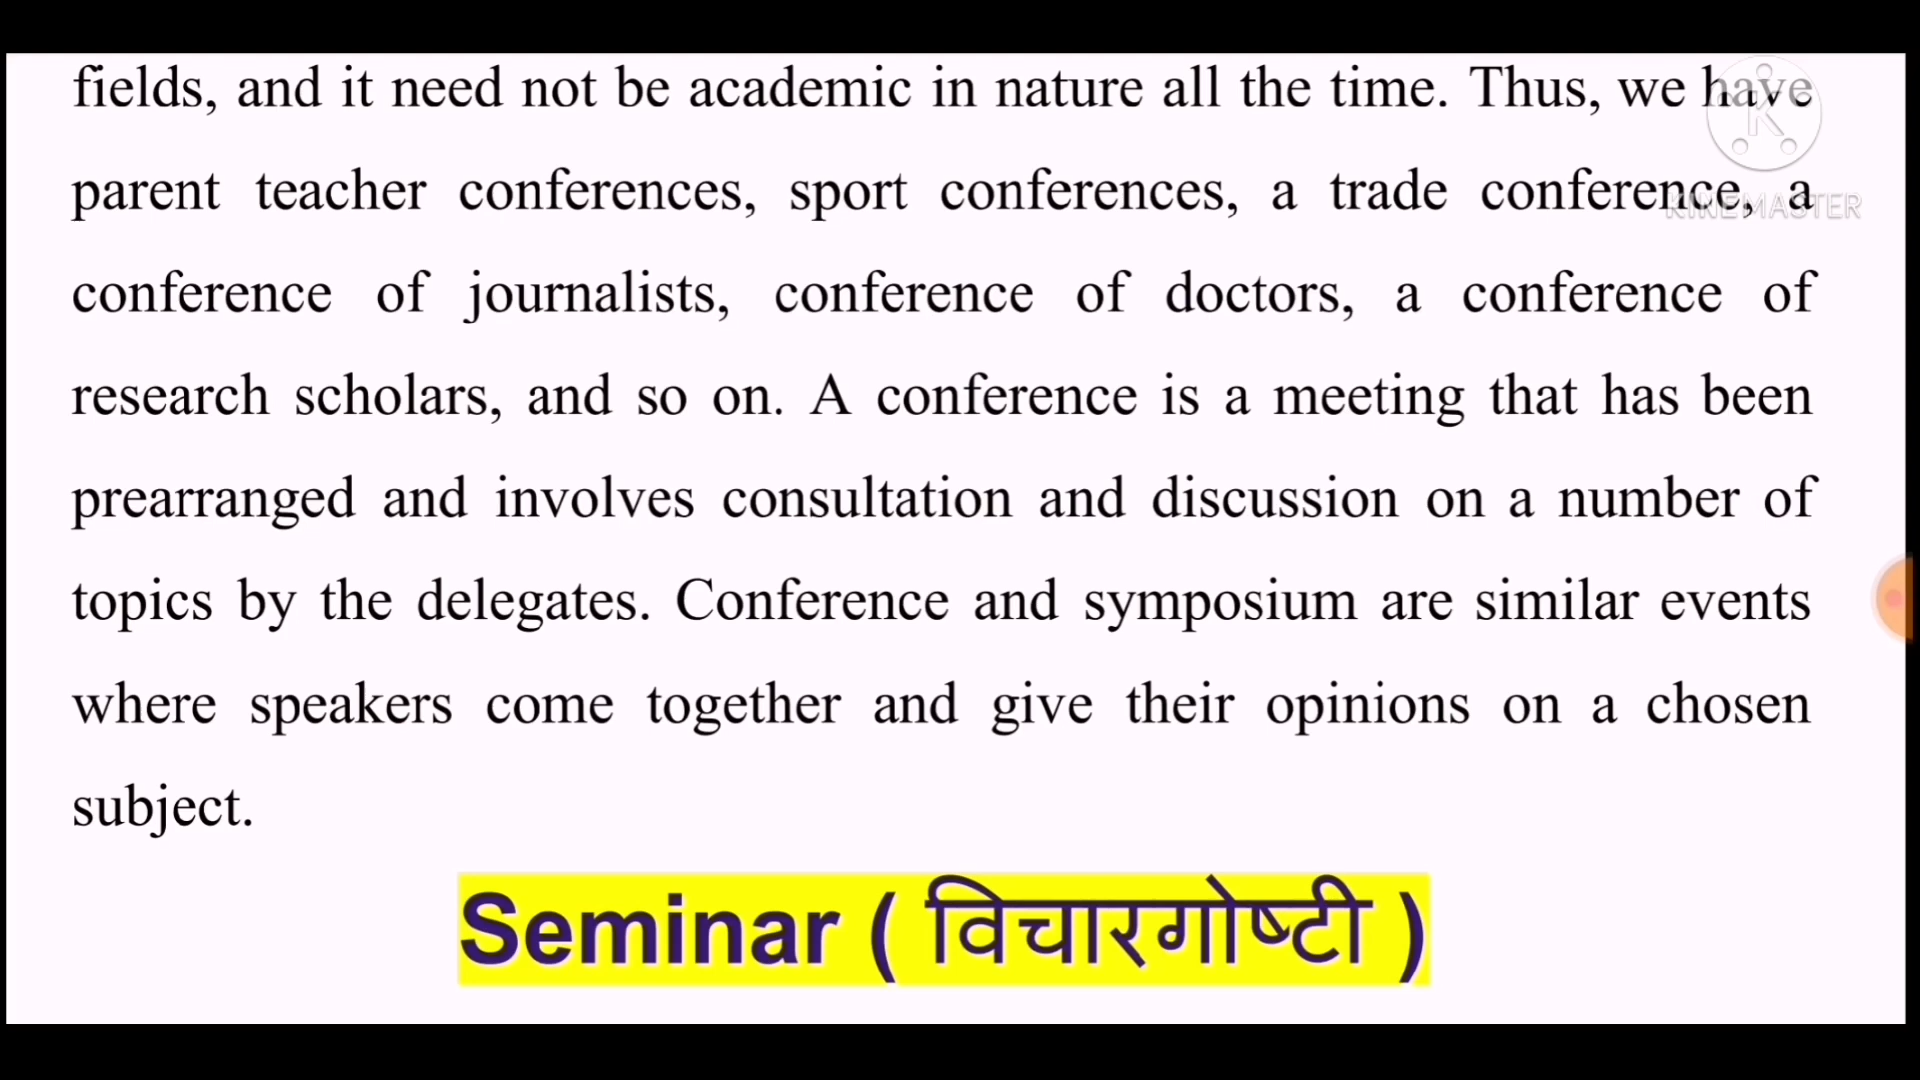 fields, and it need not be academic in nature all the time. Thus, we have
parent teacher conferences, sport conferences, a trade conference, a
conference of journalists, conference of doctors, a conference of
research scholars, and so on. A conference is a meeting that has been
prearranged and involves consultation and discussion on a number of
topics by the delegates. Conference and symposium are similar events
where speakers come together and give their opinions on a chosen
subject.
Seminar ( विचारगोष्टी )
K
KINEMASTER